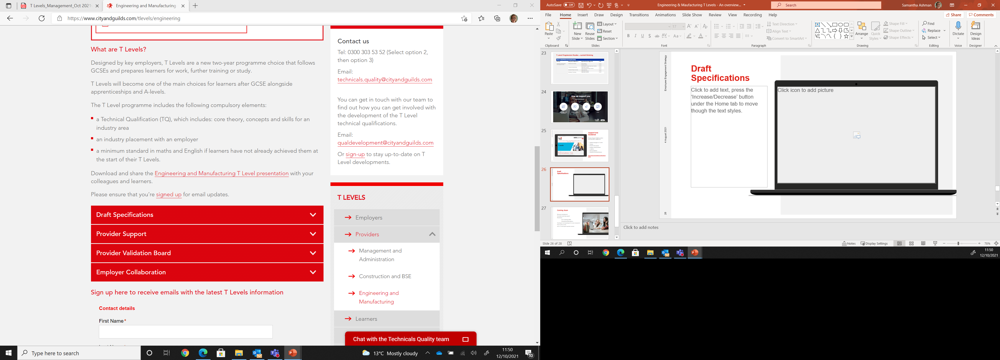 T Levels_Management_Oct 2021
Engineering and Manufacturing
https://www.cityandguilds.com/tlevels/engineering
What are T Levels?
Designed by key employers, T Levels are a new two-year programme choice that follows
GCSEs and prepares learners for work, further training or study.
T Levels will become one of the main choices for learners after GCSE alongside
apprenticeships and A-levels.
The T Level programme includes the following compulsory elements:
a Technical Qualification (TQ), which includes: core theory, concepts and skills for an
industry area
an industry placement with an employer
a minimum standard in maths and English if learners have not already achieved them at
the start of their T Levels.
Download and share the Engineering and Manufacturing T Level presentation with your
colleagues and learners.
Please ensure that you're signed up for email updates.
Draft Specifications
Provider Support
Provider Validation Board
Employer Collaboration
Sign up here to receive emails with the latest T Levels information
Contact details
First Name*
Contact us
Tel: 0300 303 53 52 (Select option 2,
then option 3)
Email:
technicals.quality@cityandguilds.com
You can get in touch with our team to
find out how you can get involved with
the development of the T Level
technical qualifications.
Email:
qualdevelopment@cityandguilds.com
Or sign-up to stay up-to-date on T
Level developments.
T LEVELS
Employers
Providers
Management and
Administration
Construction and BSE
Engineering and
Manufacturing
Learners
Chat with the Technicals Quality team
Type here to search
13°C Mostly cloudy
11:50
12/10/2021
10
AutoSave Off
Engineering & Maufacturing T Levels - An overview...
Search
Samantha Ashman
File Home Insert Draw Design Transitions Animations Slide Show Review View Recording Help
Share Comments
Paste
New
Slide
Reuse
Slides
Layout
Reset
Section
17
B I U S ab AV Aa A
Text Direction
Align Text
Convert to SmartArt
Arrange
Quick
Styles
Shape Fill
Shape Outline
Shape Effects
Find
Replace
Select
Dictate
Design
Ideas
Clipboard Slides Font Paragraph Drawing Editing Voice Designer
23
T Level Progression Routes – current thinking
24
How we support you
25
Support and
Guidance
T Levels
26
Draft
Specifications
27
Coming Soon
Employee Engagement Strategy
4 August 2021
26
Draft
Specifications
Click to add text, press the
'Increase/Decrease' button
under the Home tab to move
though the text styles.
Click icon to add picture
Click to add notes
Slide 26 of 28
Notes Display Settings 78%
11:50
12/10/2021